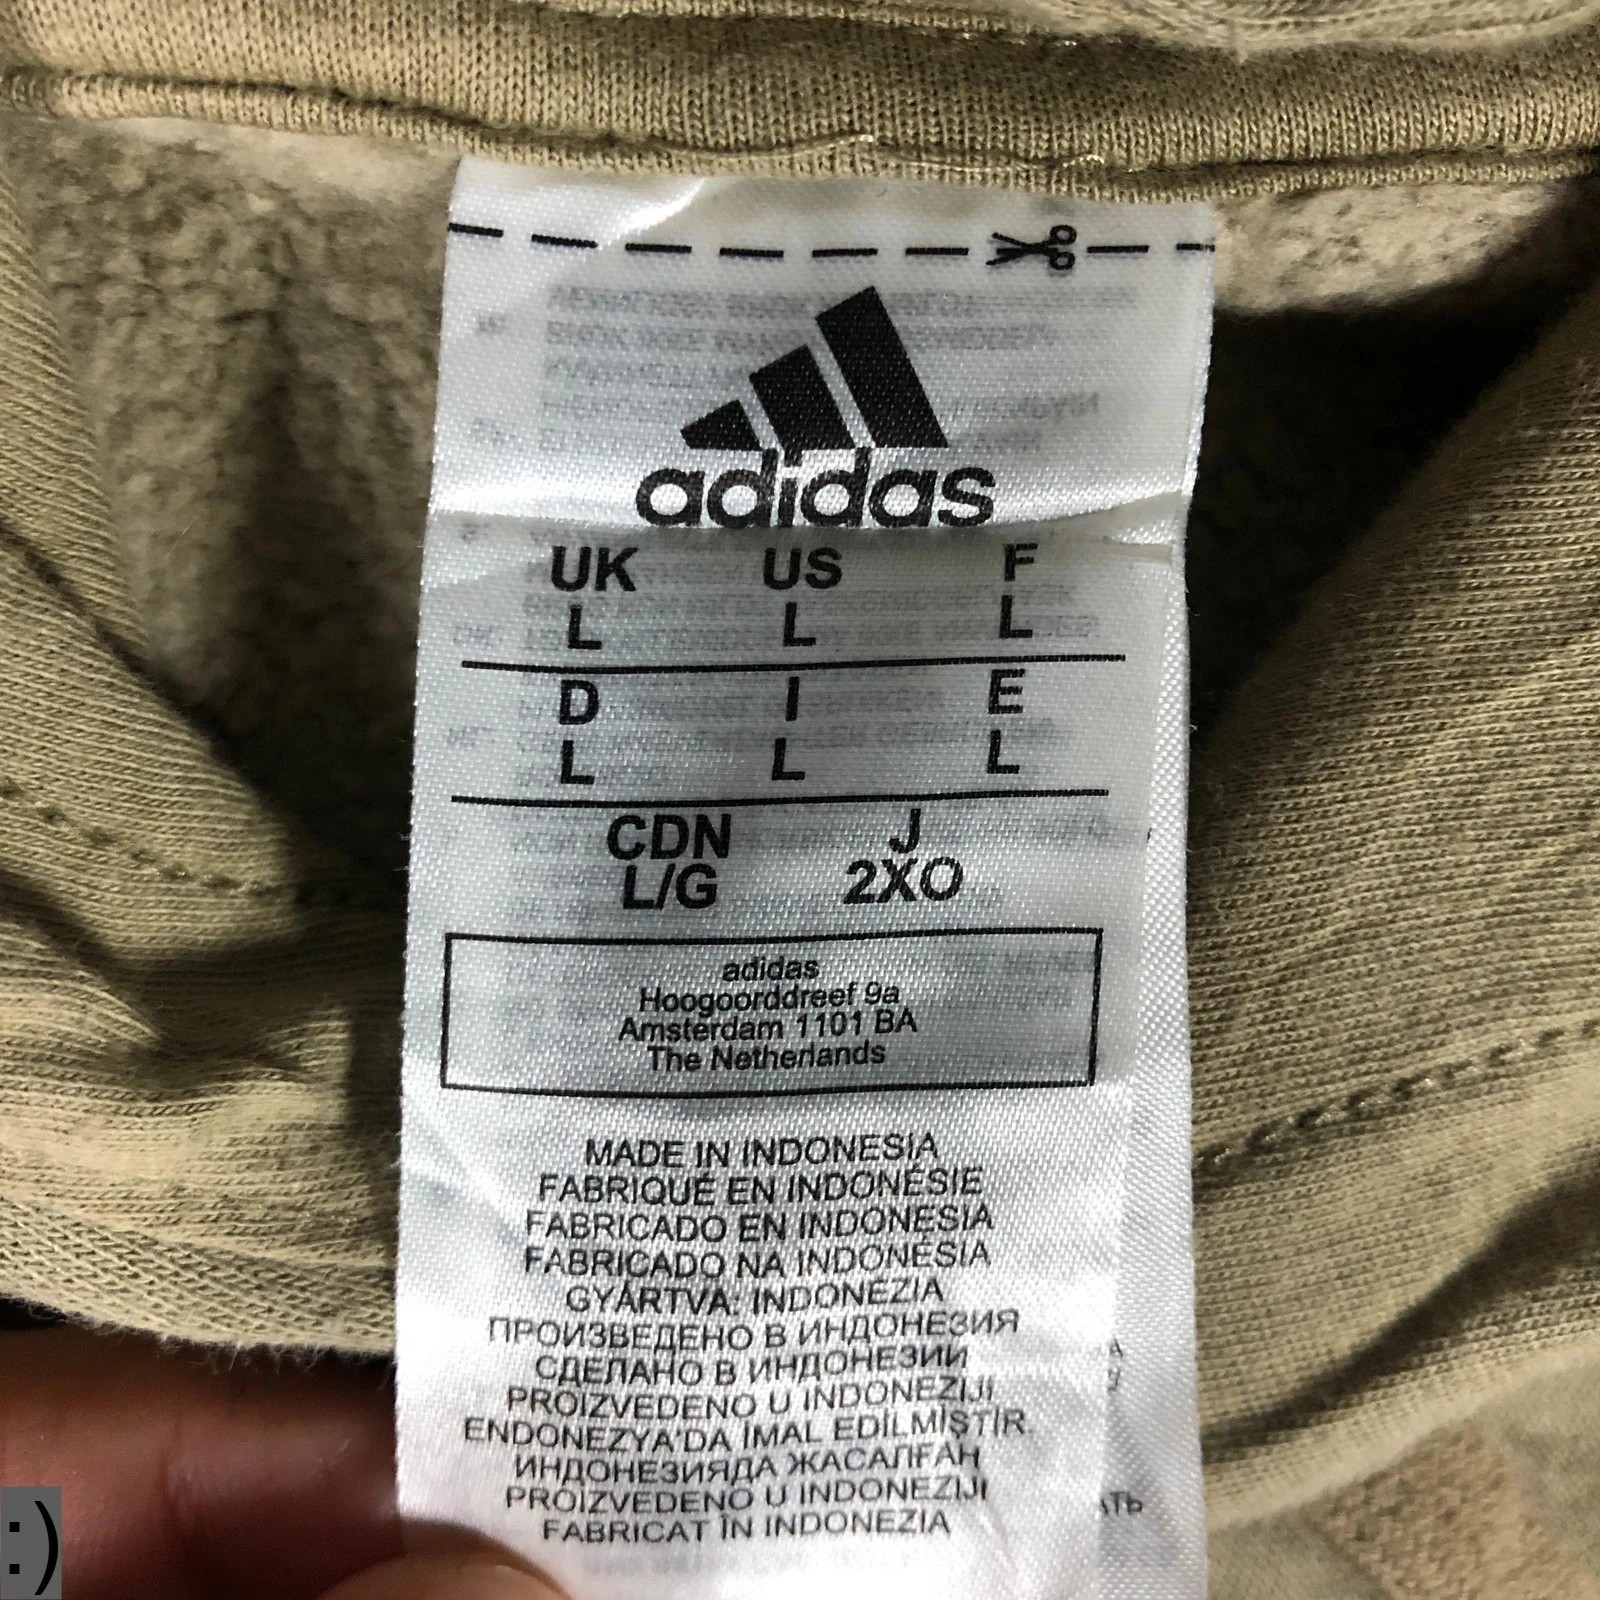 adidas
UK US F
L L L
D I E
L L L
CDN J
L/G 2XO
adidas
Hoogoorddreef 9a
Amsterdam 1101 BA
The Netherlands
MADE IN INDONESIA
FABRIQUÉ EN INDONÉSIE
FABRICADO EN INDONESIA
FABRICADO NA INDONÉSIA
GYÁRTVA: INDONÉZIA
ПРОИЗВЕДЕНО В ИНДОНЕЗИЯ
СДЕЛАНО В ИНДОНЕЗИИ
PROIZVEDENO U INDONEZIJI
ENDONEZYA'DA İMAL EDİLMİŞTİR.
ИНДОНЕЗИЯДА ЖАСАЛҒАН
PROIZVEDENO U INDONEZIJI
FABRICAT ÎN INDONEZIA
:)